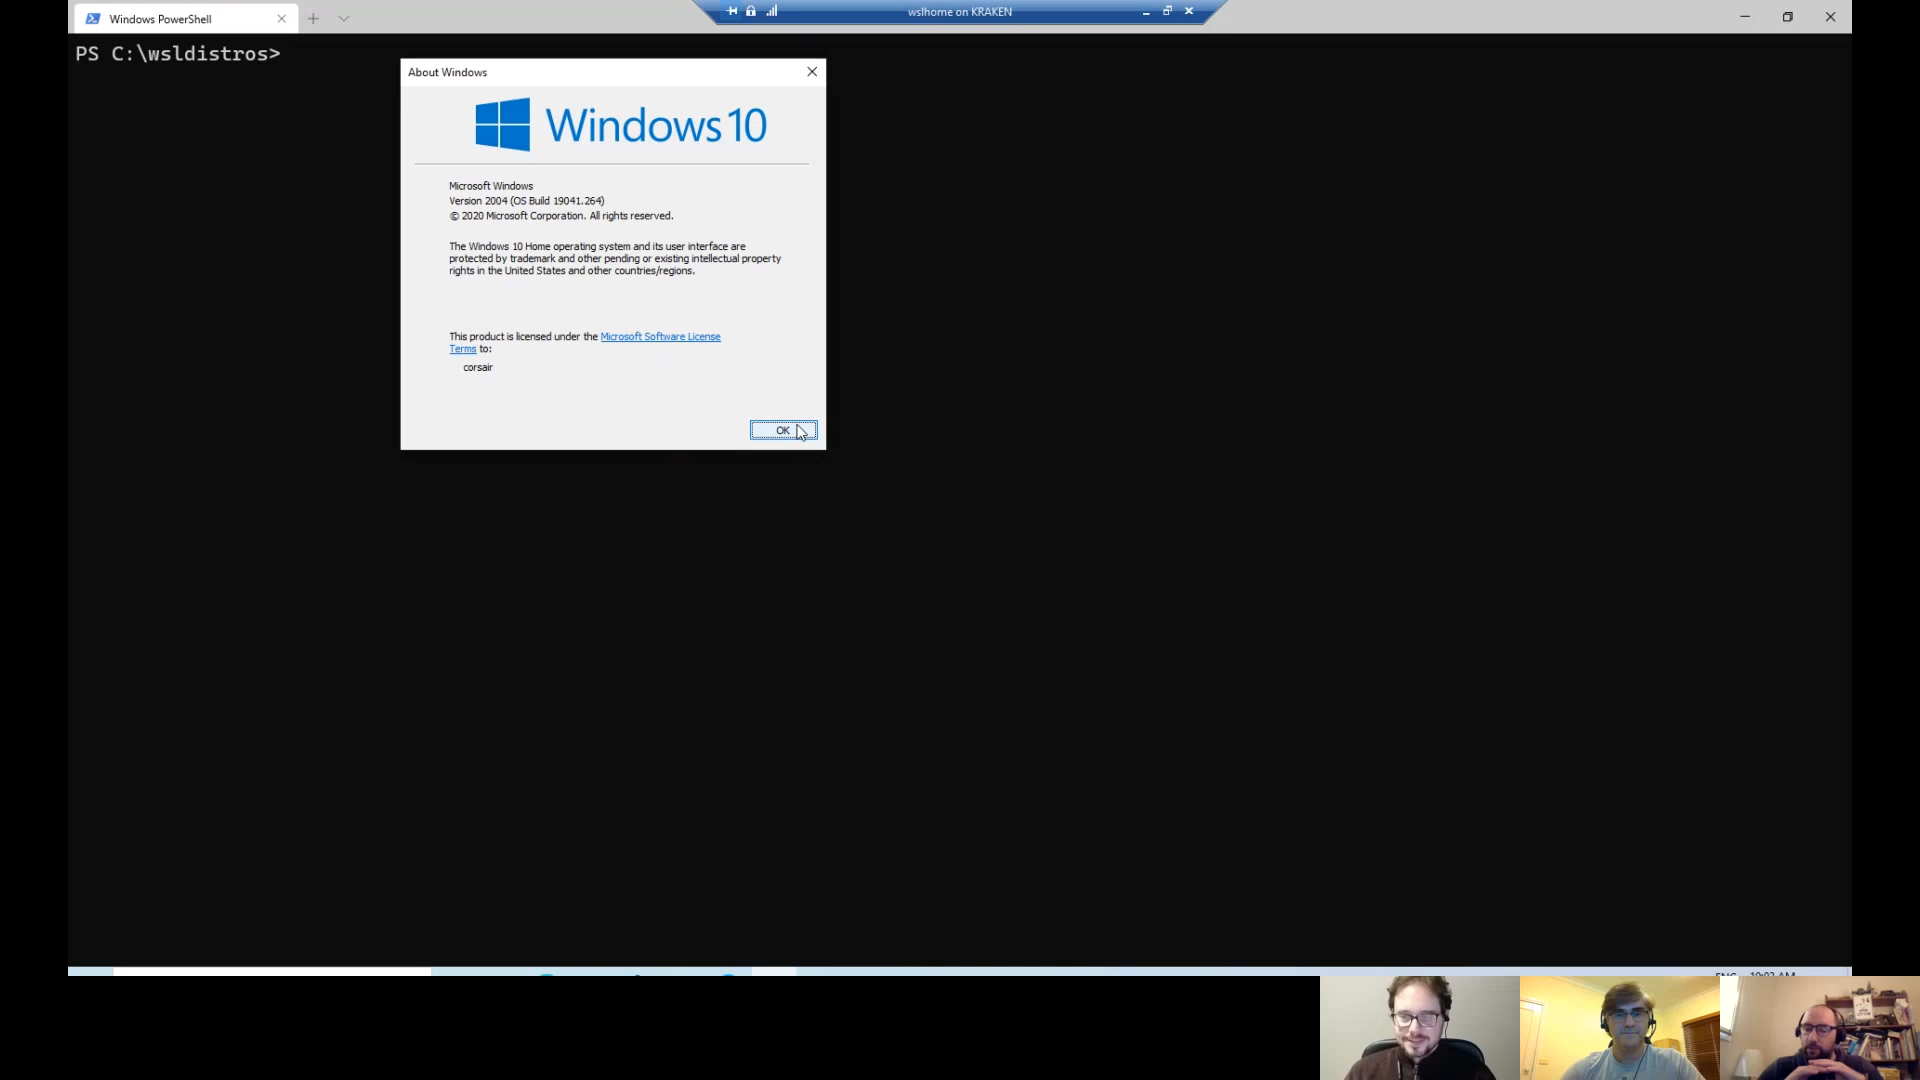 Windows PowerShell
wslhome on KRAKEN
PS C:\wsldistros>
About Windows
Windows 10
Microsoft Windows
Version 2004 (OS Build 19041.264)
© 2020 Microsoft Corporation. All rights reserved.
The Windows 10 Home operating system and its user interface are
protected by trademark and other pending or existing intellectual property
rights in the United States and other countries/regions.
This product is licensed under the Microsoft Software License
Terms to:
corsair
OK